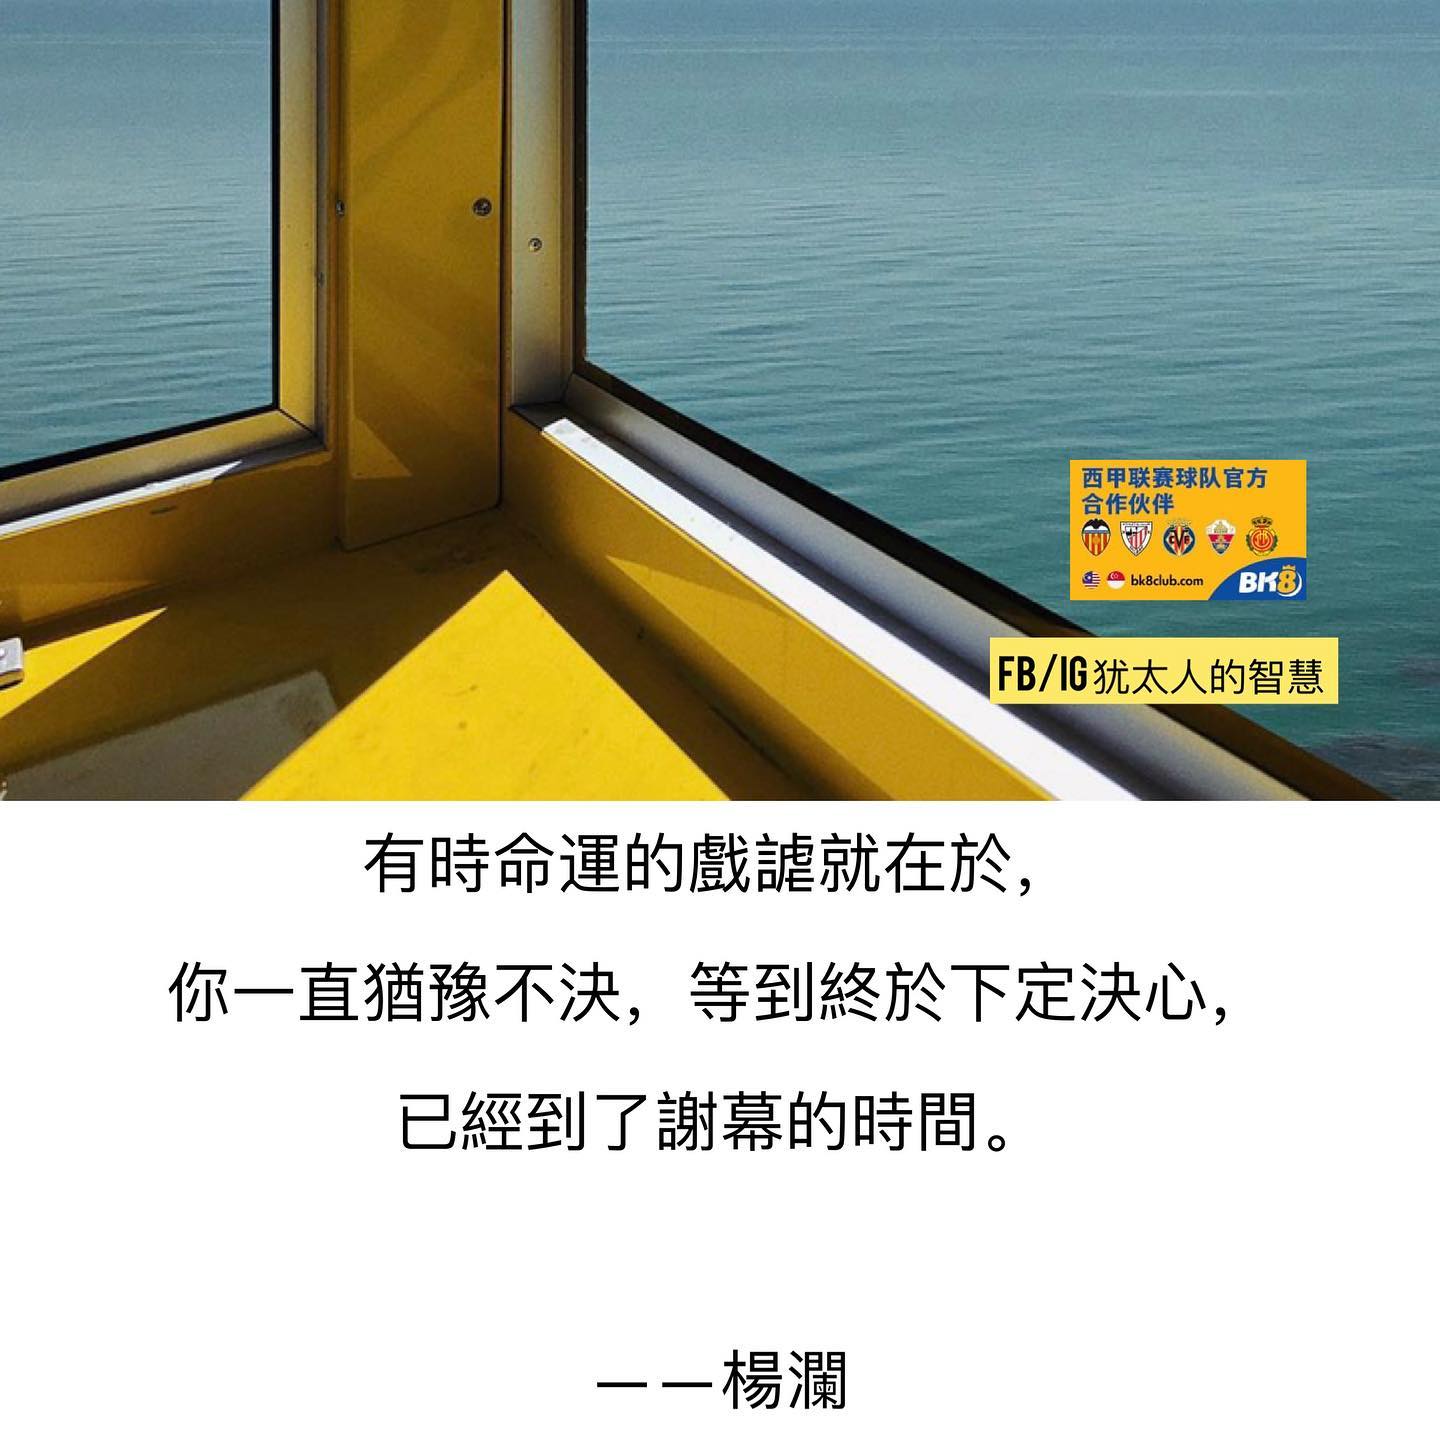 西甲联赛球队官方
合作伙伴
bk8club.com
BK8
FB/IG犹太人的智慧
有時命運的戲謔就在於，
你一直猶豫不決，等到終於下定決心，
已經到了謝幕的時間。
——楊瀾